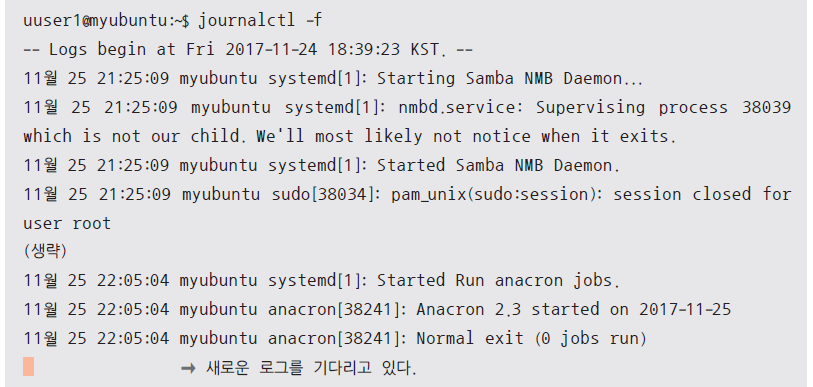 uuser1@myubuntu:~$ journalctl -f
-- Logs begin at Fri 2017-11-24 18:39:23 KST. --
11월 25 21:25:09 myubuntu systemd[1]: Starting Samba NMB Daemon...
11월 25 21:25:09 myubuntu systemd[1]: nmbd.service: Supervising process 38039
which is not our child. We'll most likely not notice when it exits.
11월 25 21:25:09 myubuntu systemd[1]: Started Samba NMB Daemon.
11월 25 21:25:09 myubuntu sudo[38034]: pam_unix(sudo:session): session closed for
user root
(생략)
11월 25 22:05:04 myubuntu systemd[1]: Started Run anacron jobs.
11월 25 22:05:04 myubuntu anacron[38241]: Anacron 2.3 started on 2017-11-25
11월 25 22:05:04 myubuntu anacron[38241]: Normal exit (0 jobs run)
→ 새로운 로그를 기다리고 있다.